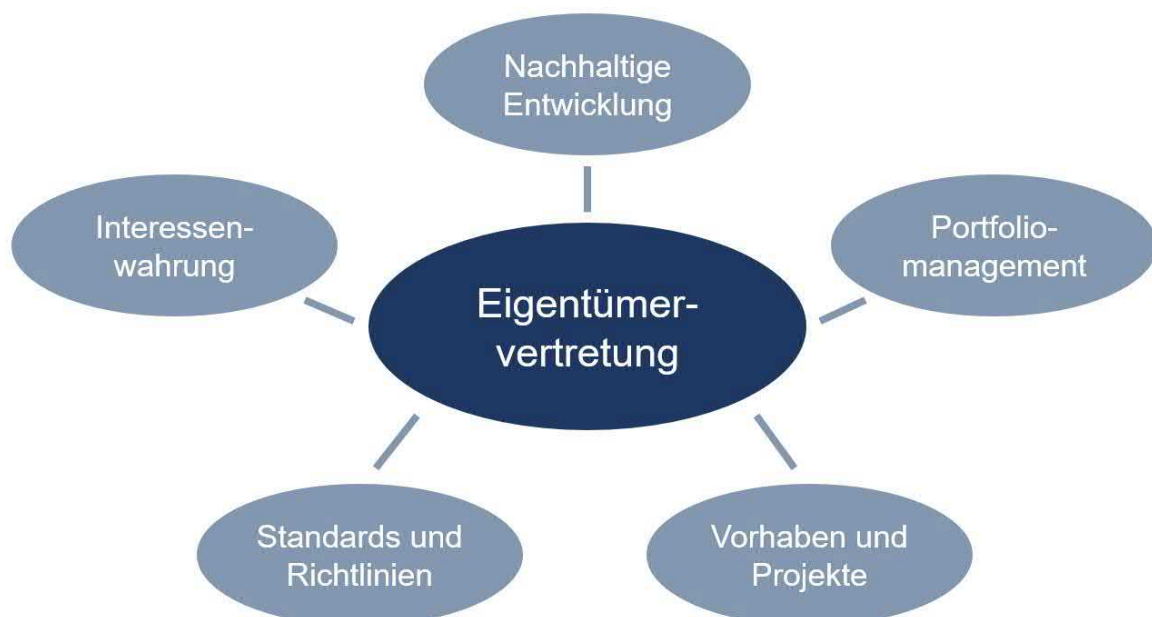 Nachhaltige
Entwicklung
Interessen-
wahrung
Portfolio-
management
Eigentümer-
vertretung
Standards und
Richtlinien
Vorhaben und
Projekte